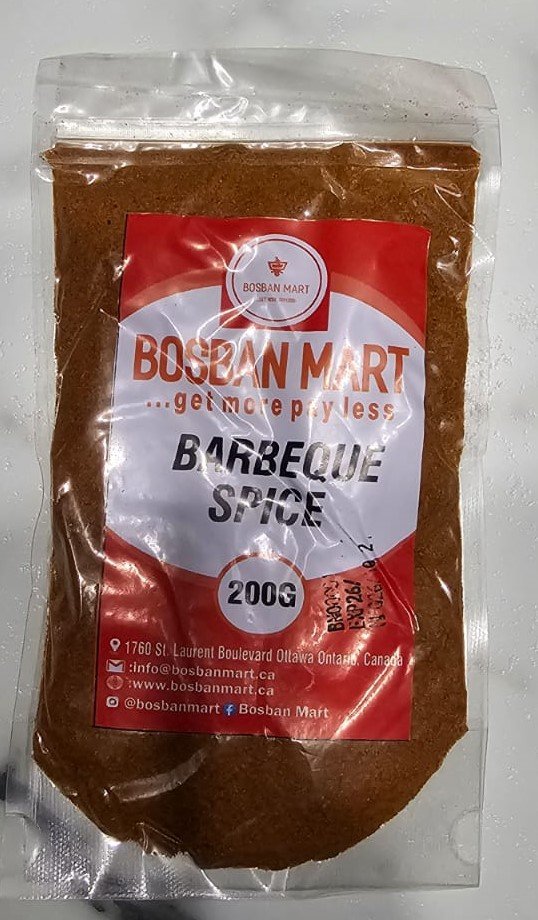 BOSBAN MART
BOSBAN MART
...get more pay less
BARBEQUE
SPICE
200G
1760 St. Laurent Boulevard Ottawa Ontario, Canada
:info@bosbanmart.ca
:www.bosbanmart.ca
@bosbanmart f Bosban Mart